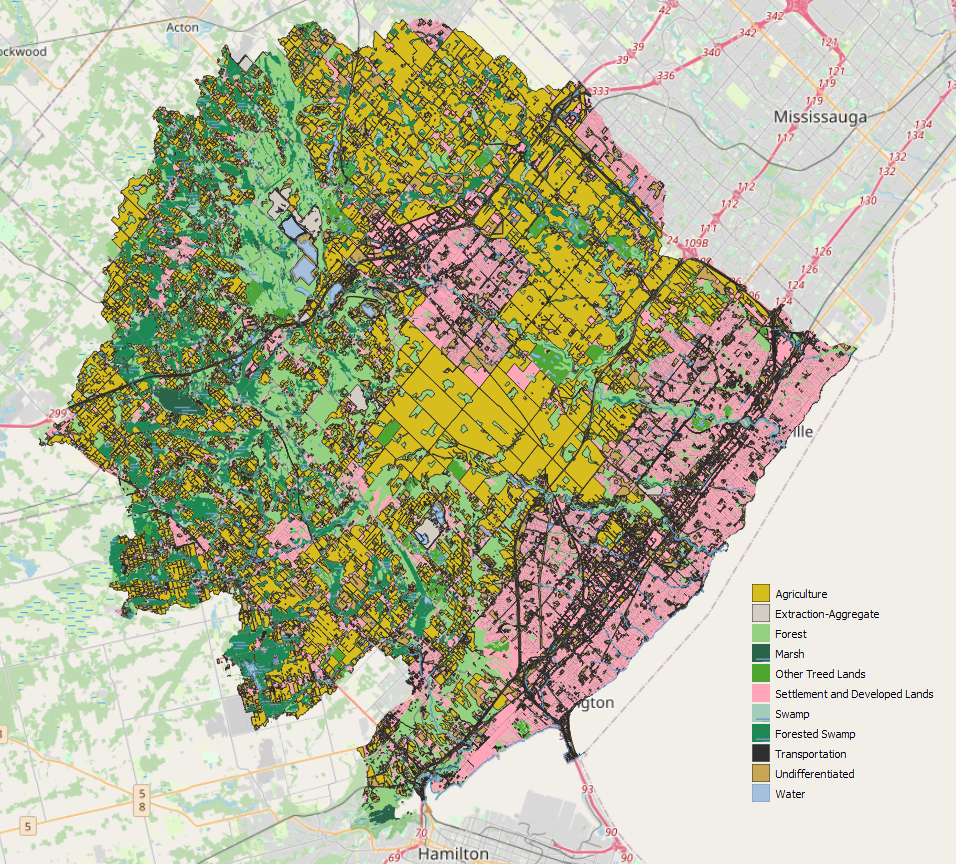 Acton
ockwood
42
342
342
340
39
39
336
333
121
121
119
119
Mississauga
117
134
134
132
132
130
112
112
111
24
109B
126
126
124
124
126
299
ille
Agriculture
Extraction-Aggregate
Forest
Marsh
Other Treed Lands
Settlement and Developed Lands
Swamp
Forested Swamp
Transportation
Undifferentiated
Water
ngton
5
8
5
93
90
90
70
69
Hamilton